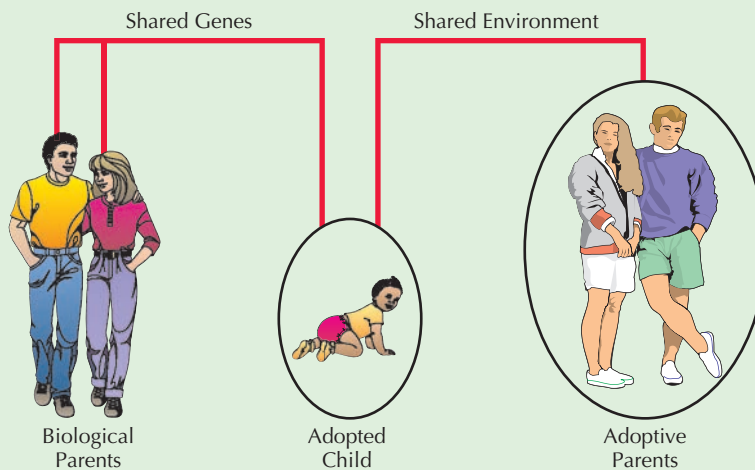 Shared Genes
Shared Environment
Biological
Parents
Adopted
Child
Adoptive
Parents